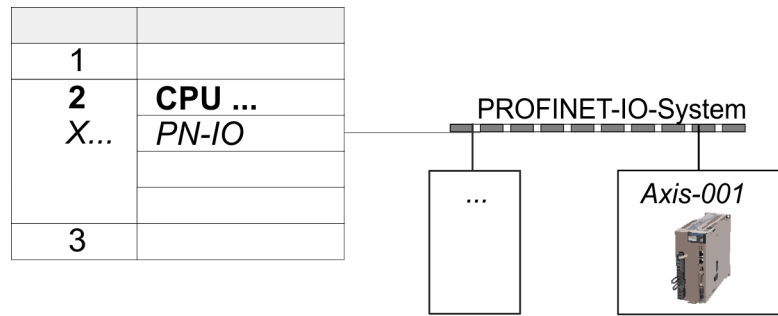 1
2 CPU ...
X... PN-IO
3
PROFINET-IO-System
...
Axis-001